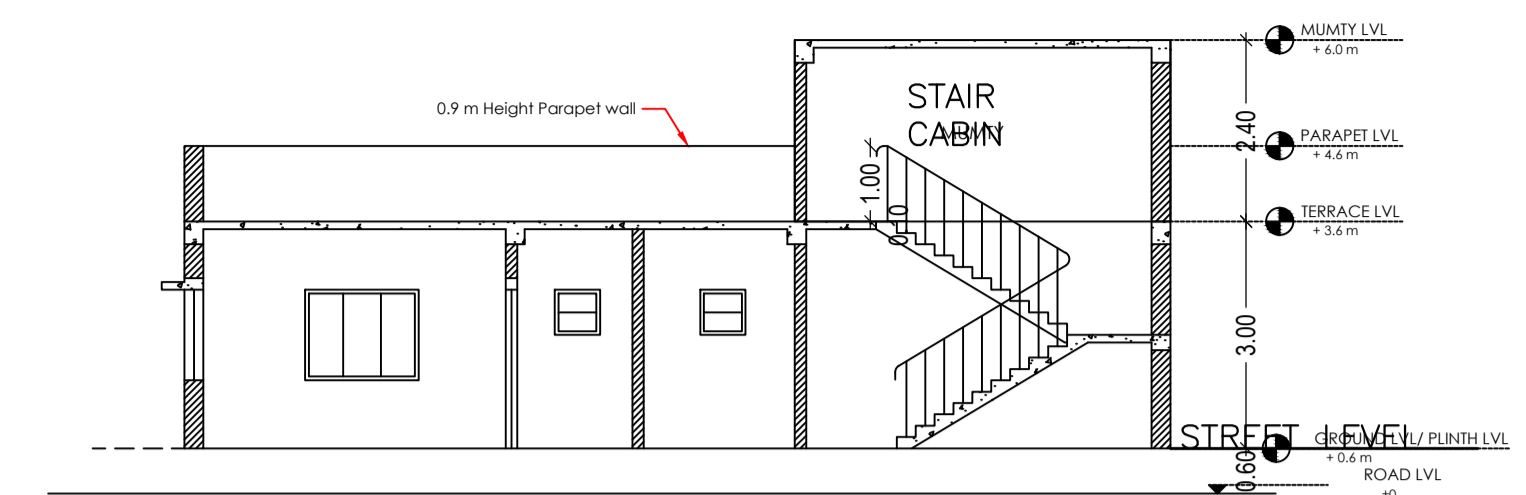 MUMTY LVL
+ 6.0 m
STAIR
CABIN
MUMTY
0.9 m Height Parapet wall
2.40
PARAPET LVL
+ 4.6 m
1.00
TERRACE LVL
+ 3.6 m
3.00
STREET LEVEL
GROUND LVL/ PLINTH LVL
+ 0.6 m
0.60
ROAD LVL